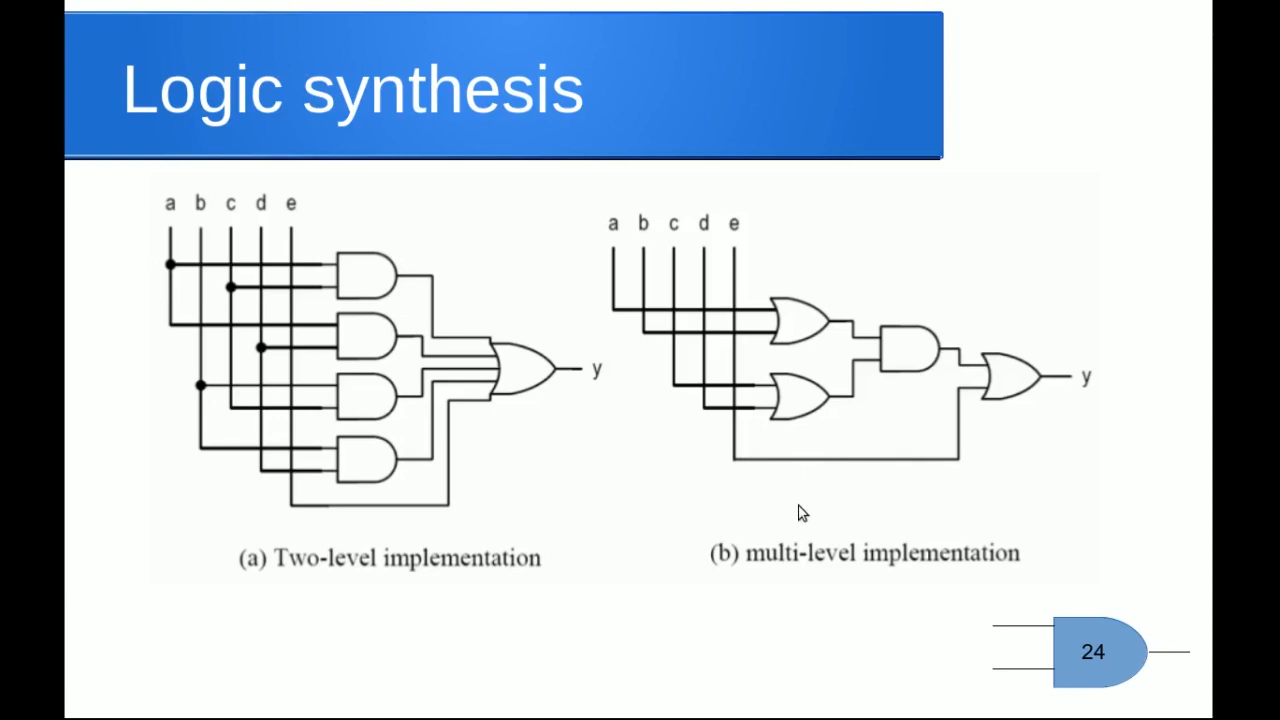 Logic synthesis
a b c d e
a b c d e
y
y
(a) Two-level implementation
(b) multi-level implementation
24